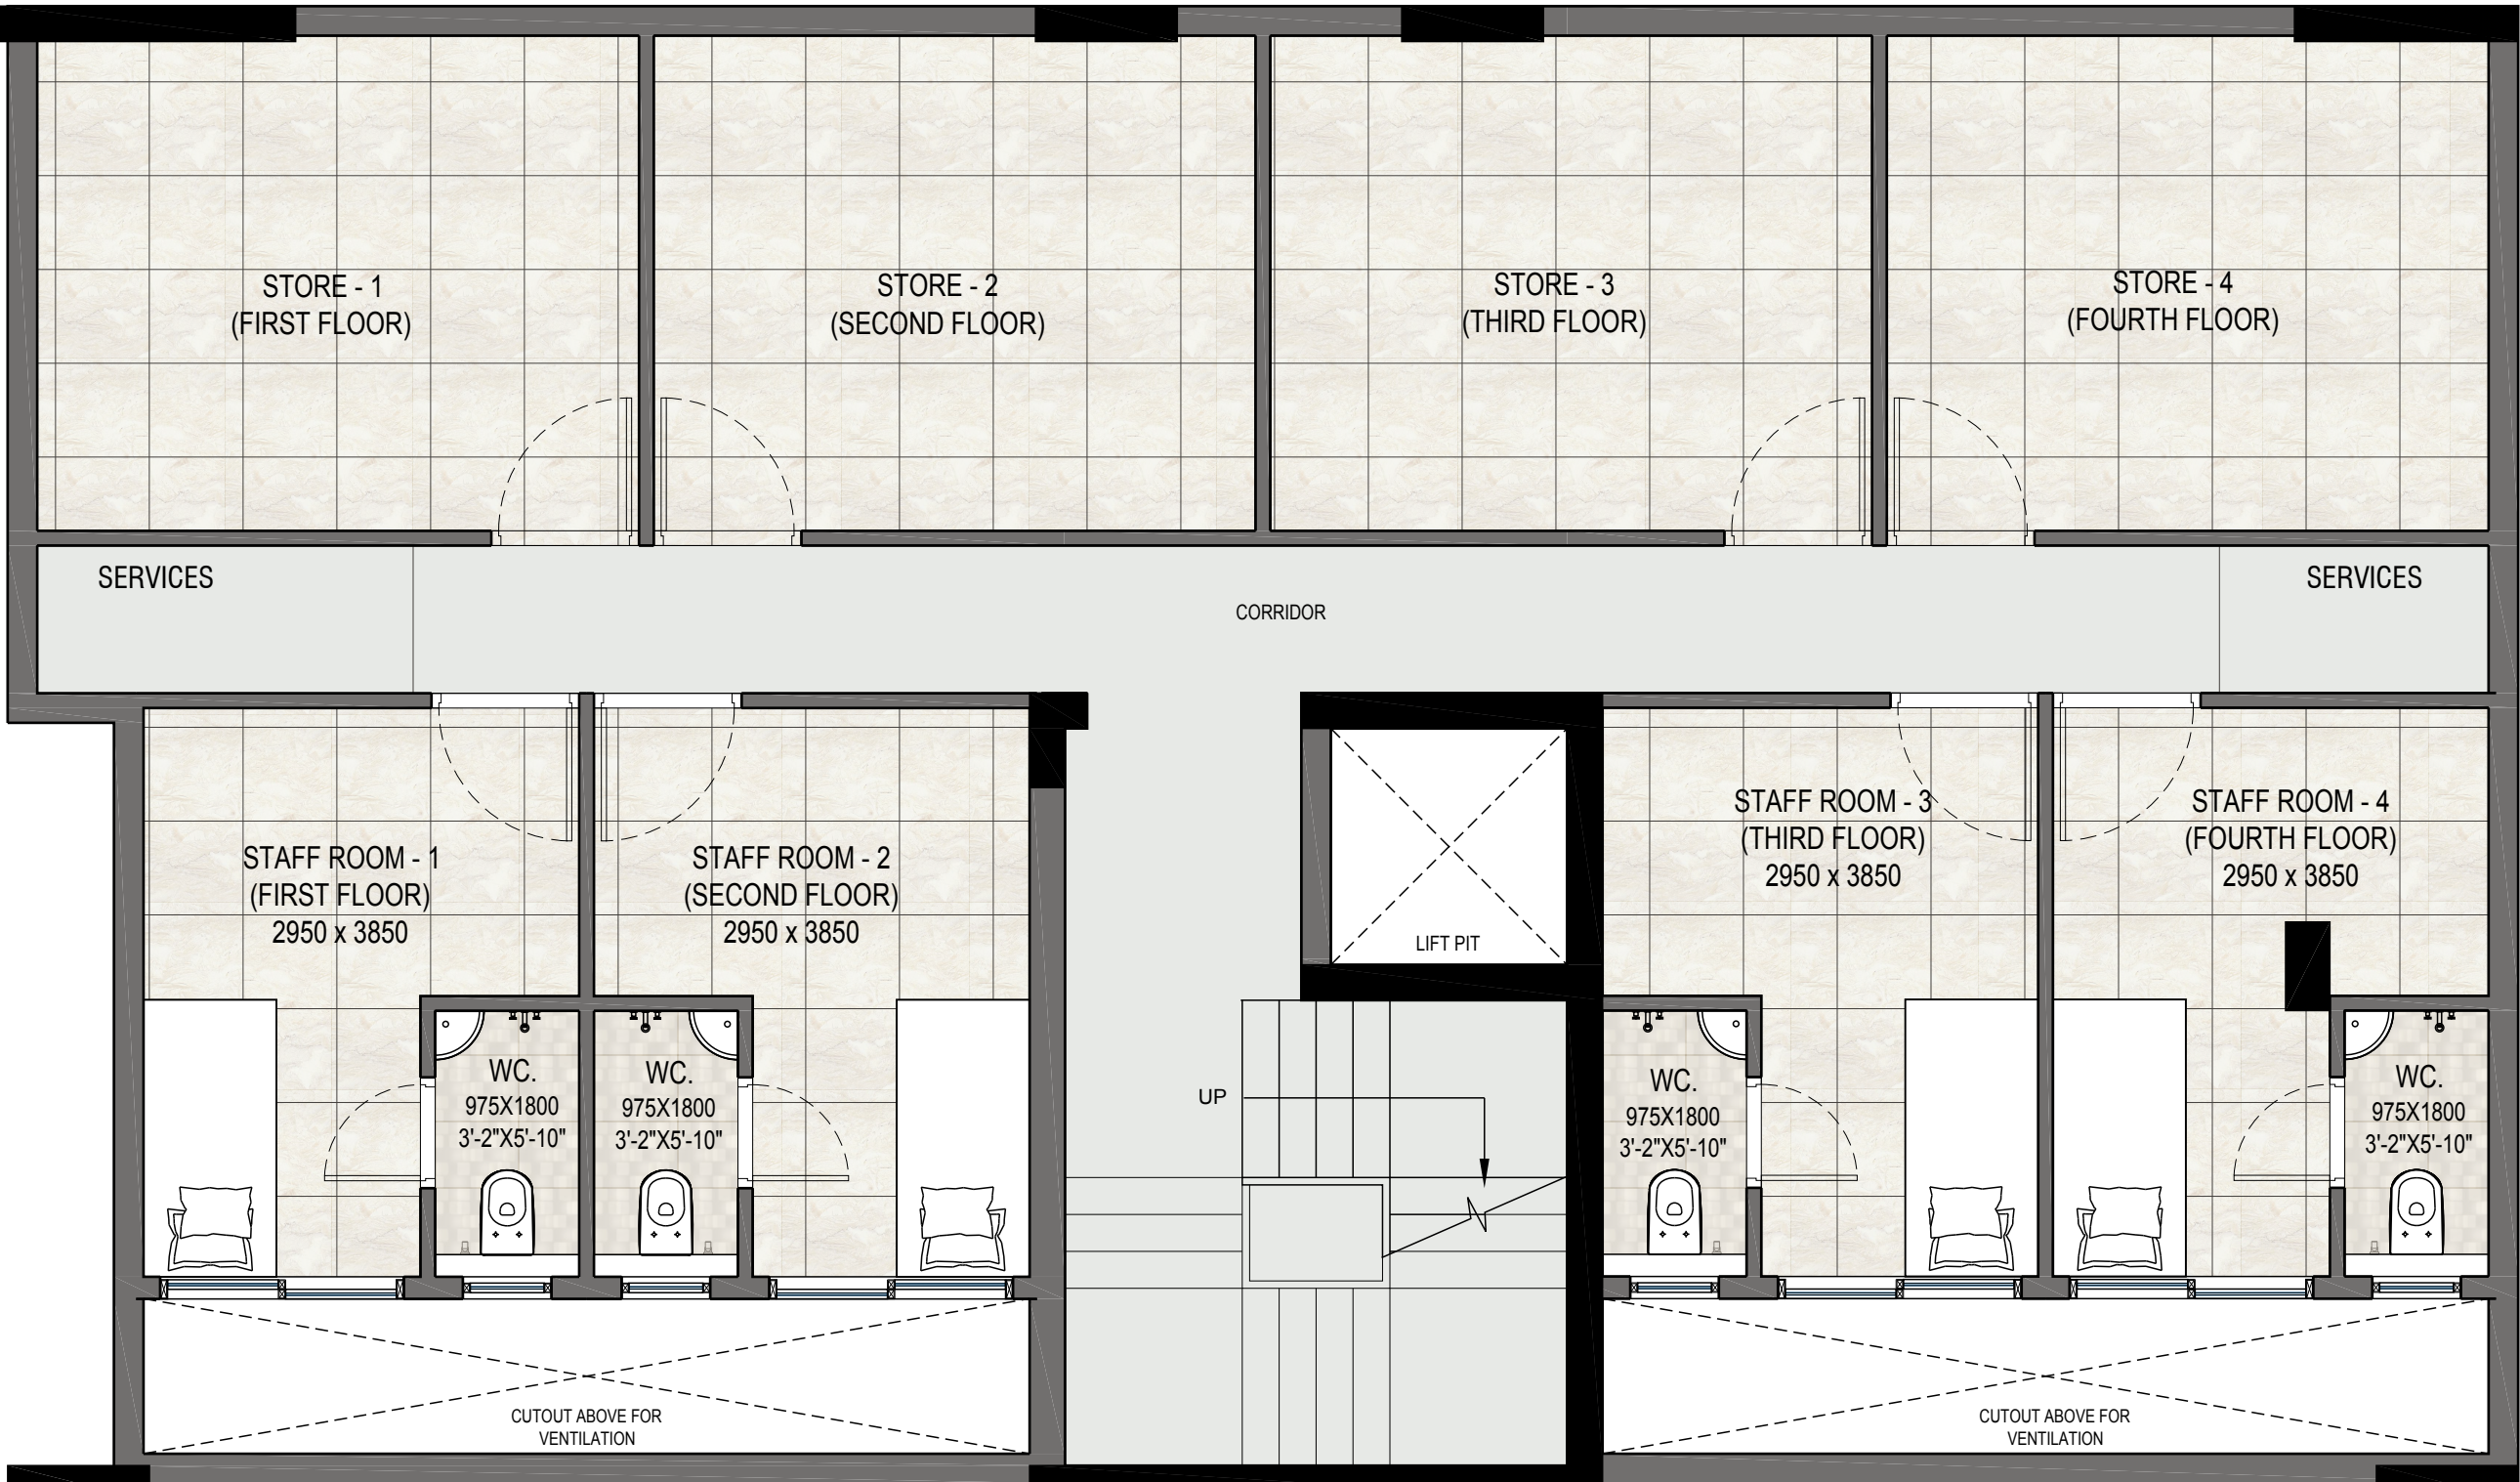 STORE - 1
(FIRST FLOOR)
STORE - 2
(SECOND FLOOR)
STORE - 3
(THIRD FLOOR)
STORE - 4
(FOURTH FLOOR)
SERVICES
CORRIDOR
SERVICES
STAFF ROOM - 1
(FIRST FLOOR)
2950 x 3850
STAFF ROOM - 2
(SECOND FLOOR)
2950 x 3850
LIFT PIT
STAFF ROOM - 3
(THIRD FLOOR)
2950 x 3850
STAFF ROOM - 4
(FOURTH FLOOR)
2950 x 3850
WC.
975X1800
3'-2"X5'-10"
WC.
975X1800
3'-2"X5'-10"
UP
WC.
975X1800
3'-2"X5'-10"
WC.
975X1800
3'-2"X5'-10"
CUTOUT ABOVE FOR
VENTILATION
CUTOUT ABOVE FOR
VENTILATION